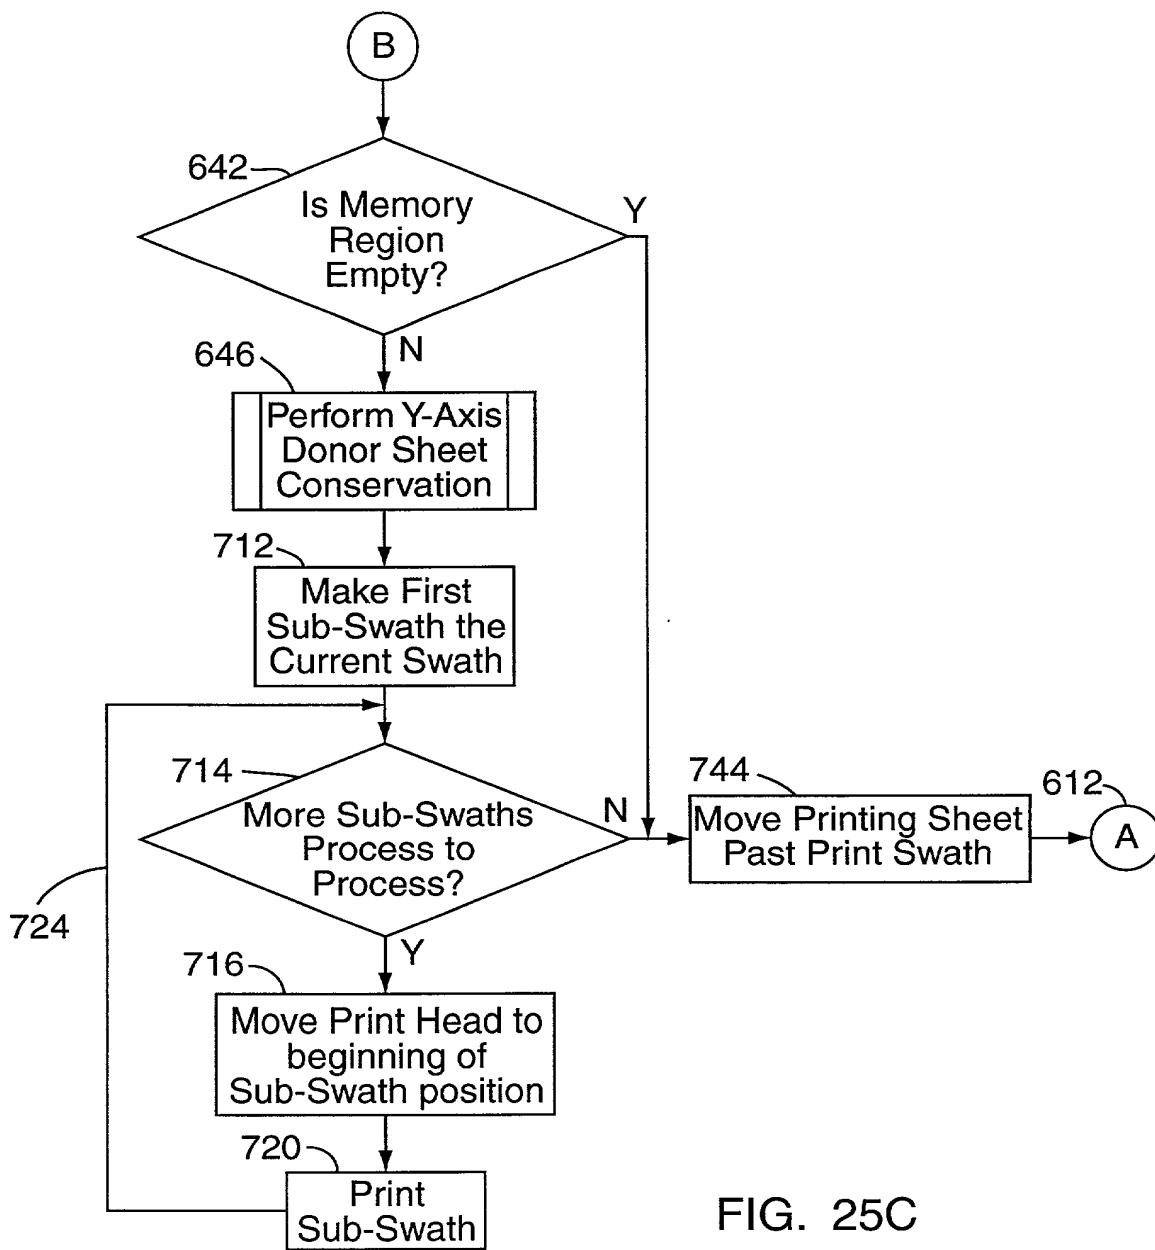 B
642
Is Memory
Region
Empty?
Y
N
646
Perform Y-Axis
Donor Sheet
Conservation
712
Make First
Sub-Swath the
Current Swath
714
More Sub-Swaths
Process to
Process?
N
744
Move Printing Sheet
Past Print Swath
612
A
724
Y
716
Move Print Head to
beginning of
Sub-Swath position
720
Print
Sub-Swath
FIG. 25C